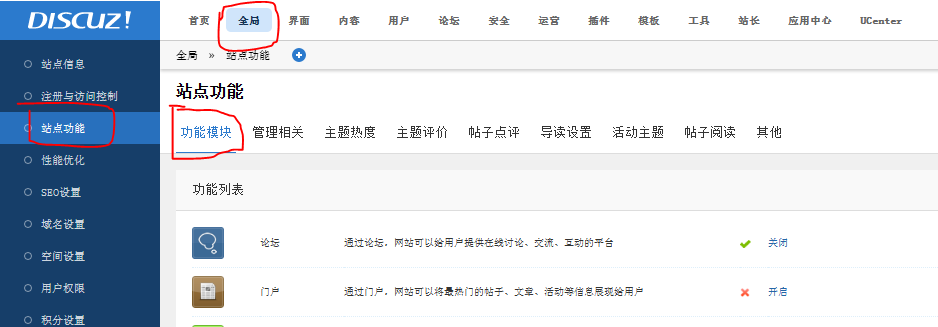 DISCUZ! 首页 全局 界面 内容 用户 论坛 安全 运营 插件 模板 工具 站长 应用中心 UCenter
全局 » 站点功能
站点信息
注册与访问控制
站点功能
性能优化
SEO设置
域名设置
空间设置
用户权限
积分设置
站点功能
功能模块 管理相关 主题热度 主题评价 帖子点评 导读设置 活动主题 帖子阅读 其他
功能列表
论坛 通过论坛，网站可以给用户提供在线讨论、交流、互动的平台 关闭
门户 通过门户，网站可以将最热门的帖子、文章、活动等信息展现给用户 开启